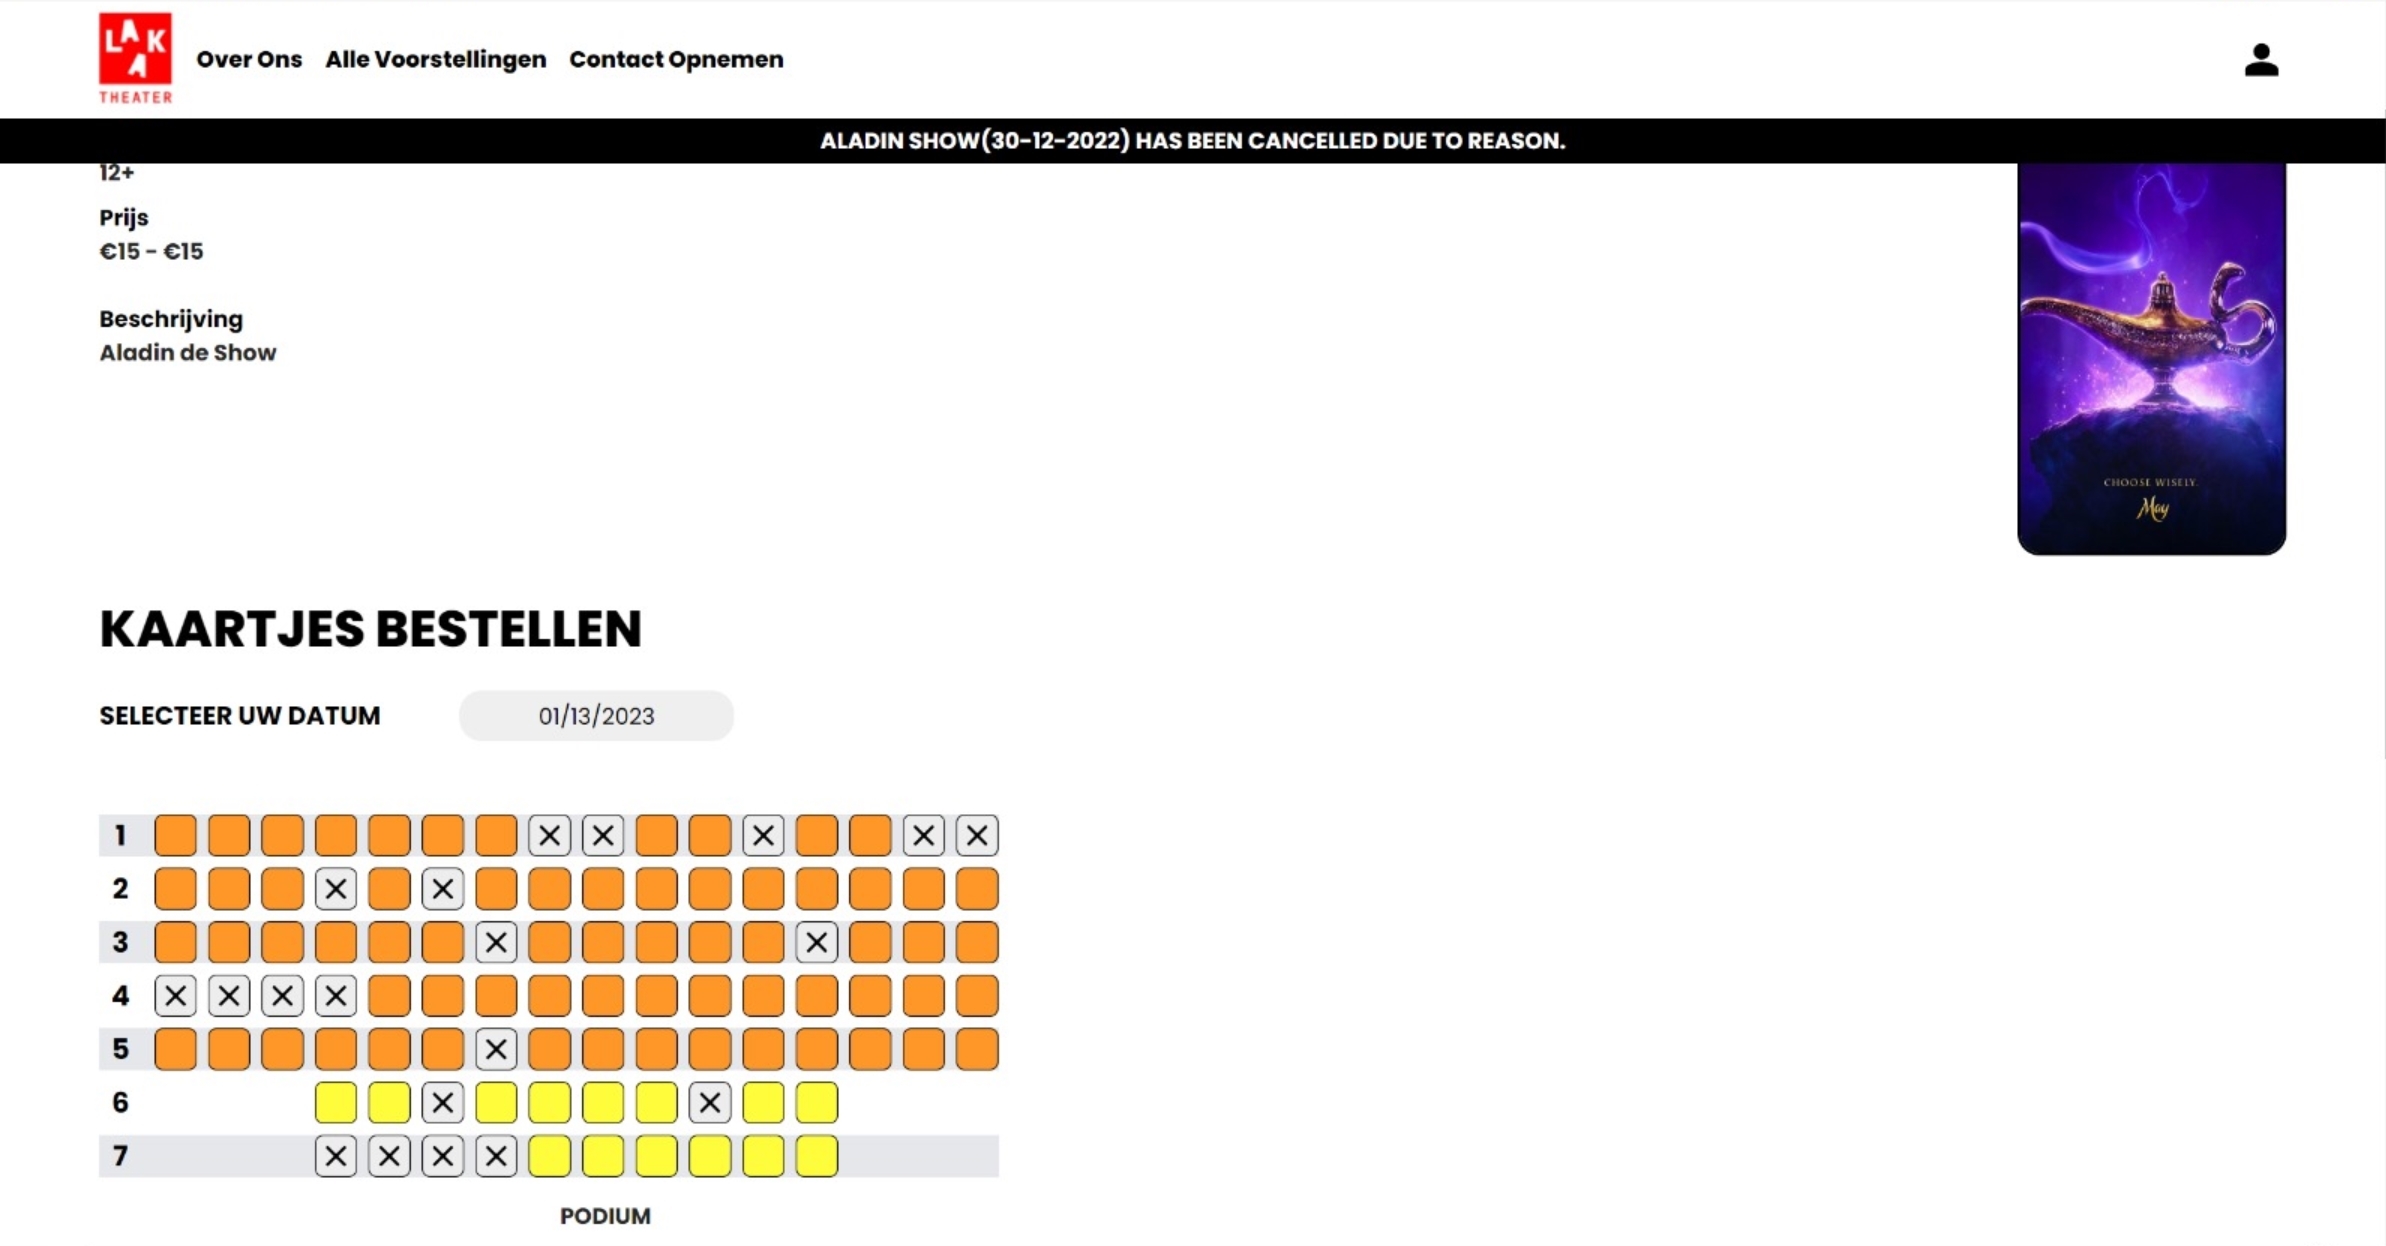 LAKA
THEATER
Over Ons Alle Voorstellingen Contact Opnemen
ALADIN SHOW(30-12-2022) HAS BEEN CANCELLED DUE TO REASON.
12+
Prijs
€15 - €15
Beschrijving
Aladin de Show
CHOOSE WISELY.
May
KAARTJES BESTELLEN
SELECTEER UW DATUM 01/13/2023
1
2
3
4
5
6
7
PODIUM